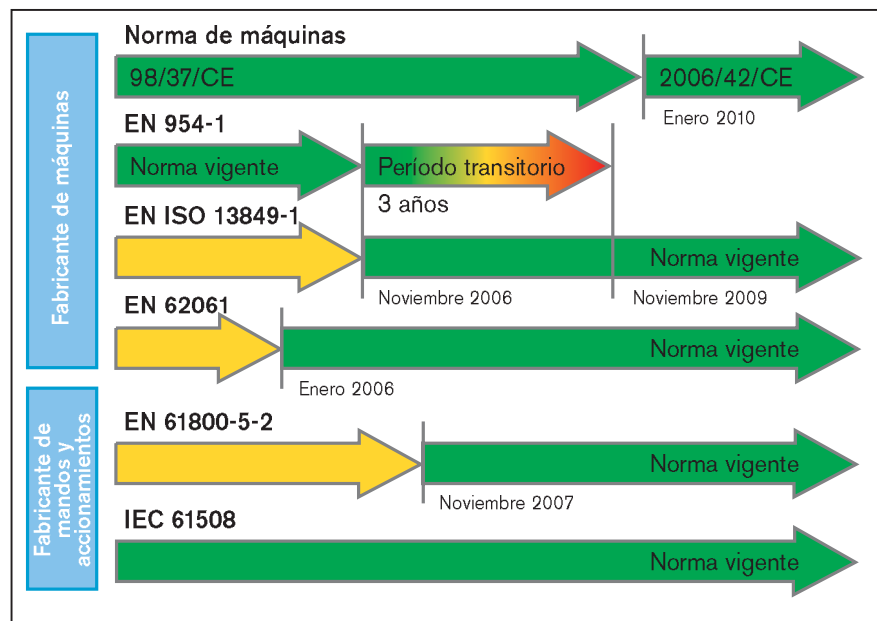 Fabricante de máquinas
Norma de máquinas
98/37/CE
2006/42/CE
Enero 2010
EN 954-1
Norma vigente
Período transitorio
3 años
EN ISO 13849-1
Norma vigente
Noviembre 2006
Noviembre 2009
EN 62061
Norma vigente
Enero 2006
Fabricante de
mandos y
accionamientos
EN 61800-5-2
Norma vigente
Noviembre 2007
IEC 61508
Norma vigente